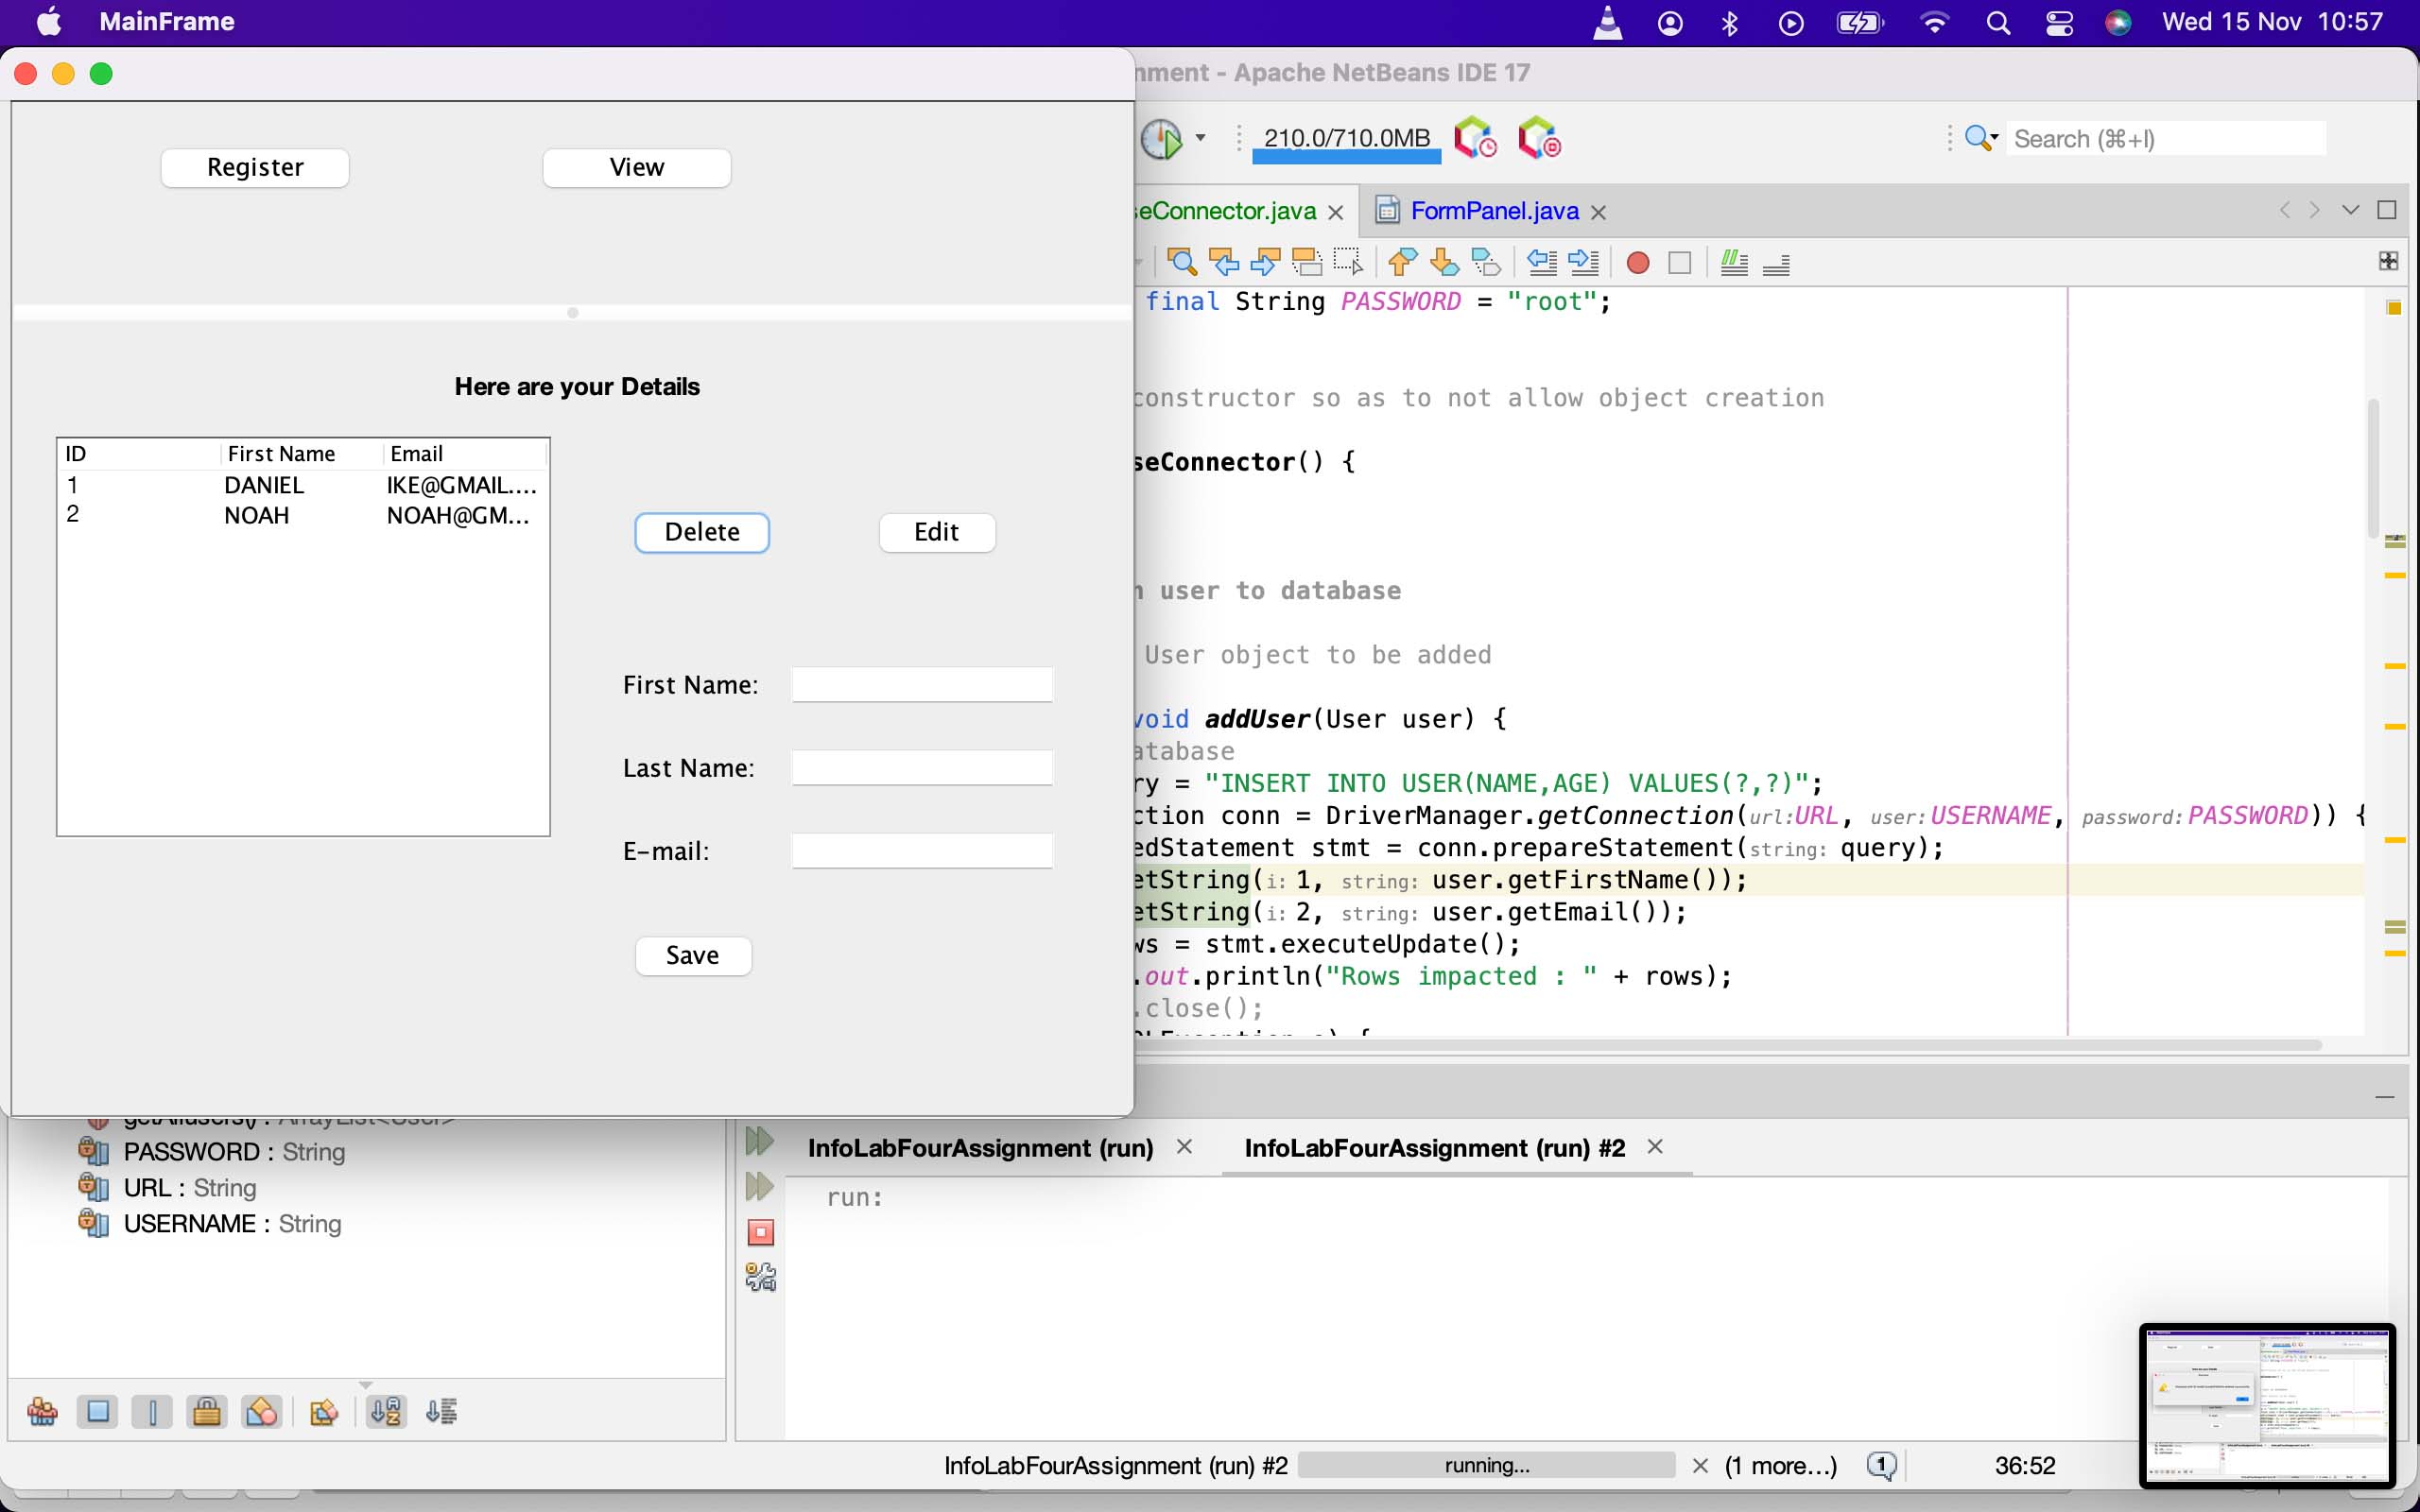 MainFrame
Wed 15 Nov 10:57
nment - Apache NetBeans IDE 17
Register
View
210.0/710.0MB
Search (⌘+I)
seConnector.java
FormPanel.java
Here are your Details
ID First Name Email
1 DANIEL IKE@GMAIL....
2 NOAH NOAH@GM...
Delete
Edit
First Name:
Last Name:
E-mail:
Save
final String PASSWORD = "root";
constructor so as to not allow object creation
seConnector() {
n user to database
User object to be added
void addUser(User user) {
atabase
ry = "INSERT INTO USER(NAME,AGE) VALUES(?,?)";
ction conn = DriverManager.getConnection(url:URL, user:USERNAME, password:PASSWORD)) {
edStatement stmt = conn.prepareStatement(string: query);
etString(i: 1, string: user.getFirstName());
etString(i: 2, string: user.getEmail());
ws = stmt.executeUpdate();
.out.println("Rows impacted : " + rows);
.close();
PASSWORD : String
URL : String
USERNAME : String
InfoLabFourAssignment (run)
InfoLabFourAssignment (run) #2
run:
InfoLabFourAssignment (run) #2
running...
(1 more...)
1
36:52